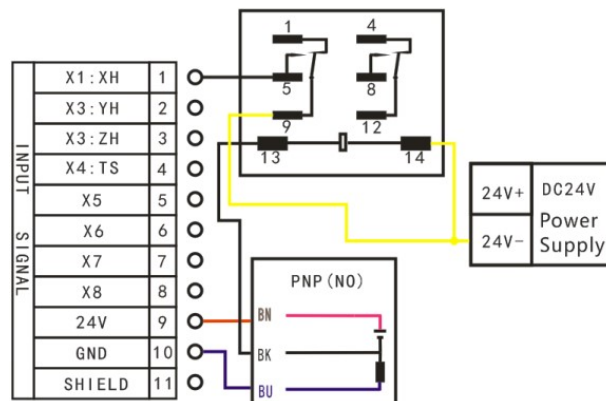 1 4
5 8
9 12
13 14
INPUT SIGNAL
X1:XH 1
X3:YH 2
X3:ZH 3
X4:TS 4
X5 5
X6 6
X7 7
X8 8
24V 9
GND 10
SHIELD 11
24V+ DC24V
24V- Power
Supply
PNP(NO)
BN
BK
BU